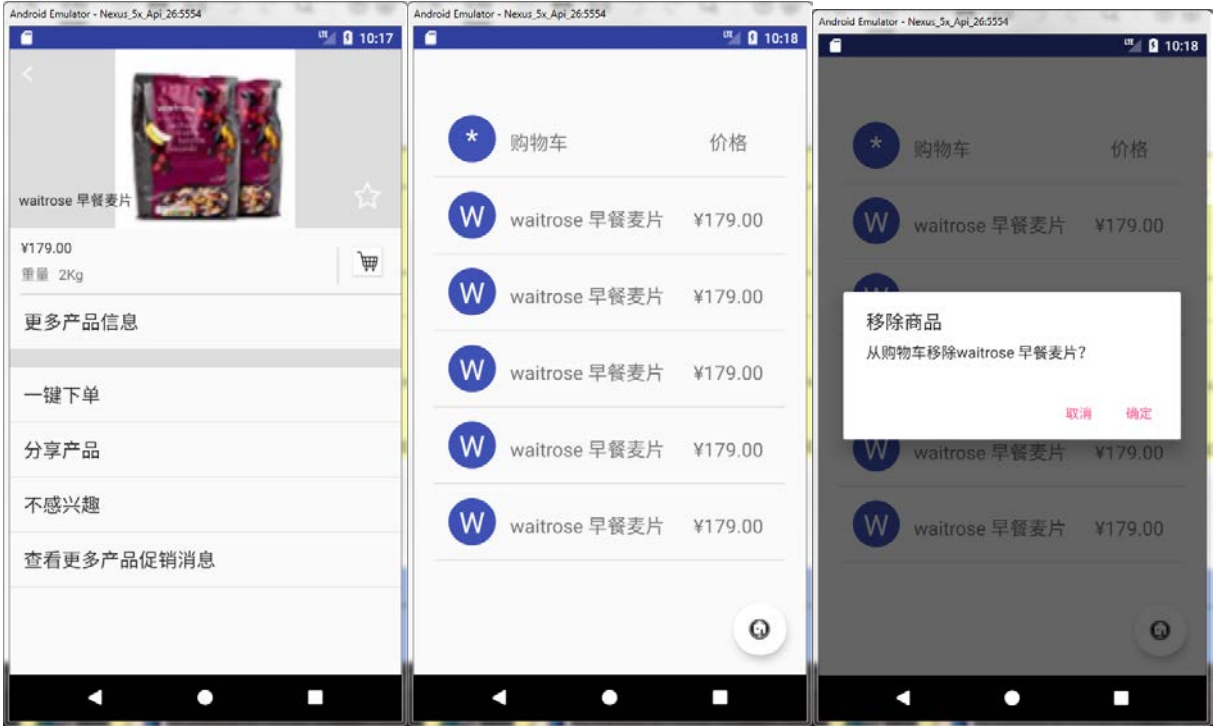 Android Emulator - Nexus_5x_Api_26:5554
LTE 10:17
waitrose
waitrose 早餐麦片
¥179.00
重量 2Kg
更多产品信息
一键下单
分享产品
不感兴趣
查看更多产品促销消息
Android Emulator - Nexus_5x_Api_26:5554
LTE 10:18
* 购物车 价格
W waitrose 早餐麦片 ¥179.00
W waitrose 早餐麦片 ¥179.00
W waitrose 早餐麦片 ¥179.00
W waitrose 早餐麦片 ¥179.00
W waitrose 早餐麦片 ¥179.00
Android Emulator - Nexus_5x_Api_26:5554
LTE 10:18
* 购物车 价格
W waitrose 早餐麦片 ¥179.00
移除商品
从购物车移除waitrose 早餐麦片?
取消 确定
W waitrose 早餐麦片 ¥179.00
W waitrose 早餐麦片 ¥179.00